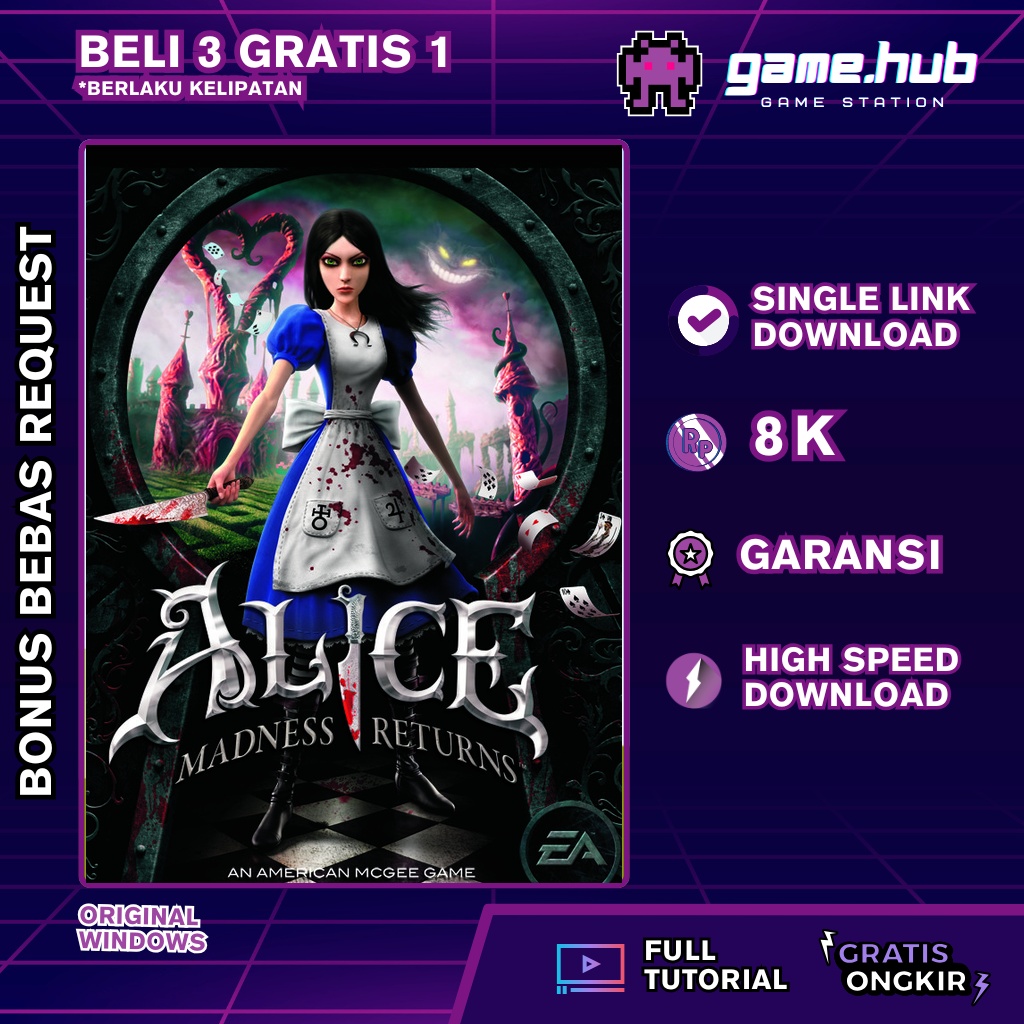 BELI 3 GRATIS 1
*BERLAKU KELIPATAN
game.hub
GAME STATION
BONUS BEBAS REQUEST
ALICE
MADNESS RETURNS
EA
AN AMERICAN MCGEE GAME
SINGLE LINK
DOWNLOAD
Rp
8K
GARANSI
HIGH SPEED
DOWNLOAD
ORIGINAL
WINDOWS
FULL
TUTORIAL
GRATIS
ONGKIR